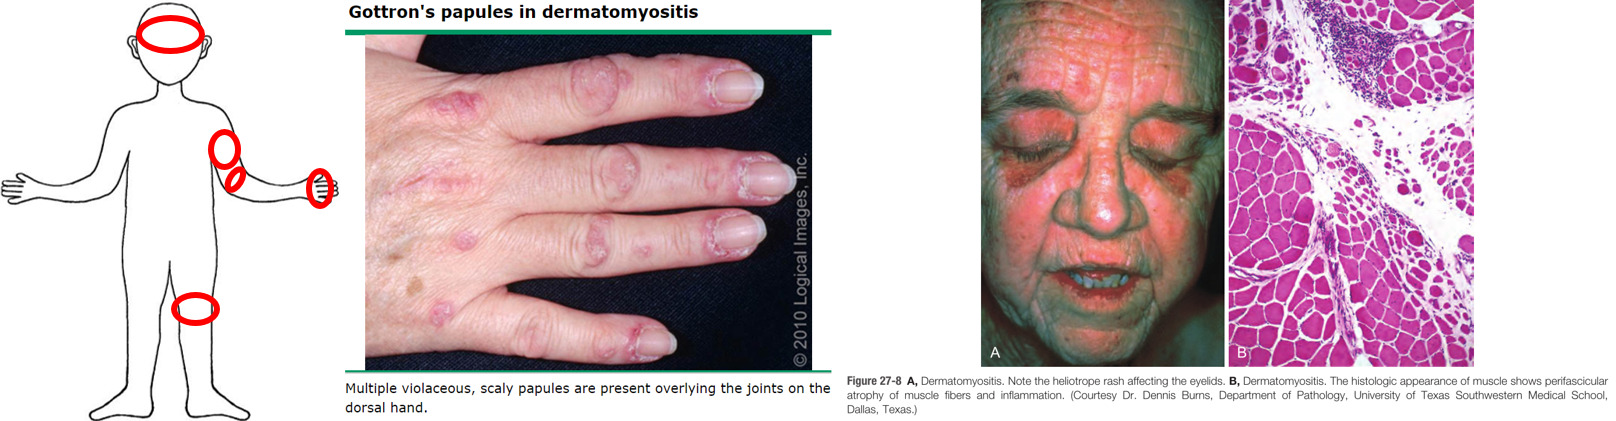 Gottron's papules in dermatomyositis
© 2010 Logical Images, Inc.
Multiple violaceous, scaly papules are present overlying the joints on the
dorsal hand.
A
B
Figure 27-8 A, Dermatomyositis. Note the heliotrope rash affecting the eyelids. B, Dermatomyositis. The histologic appearance of muscle shows perifascicular
atrophy of muscle fibers and inflammation. (Courtesy Dr. Dennis Burns, Department of Pathology, University of Texas Southwestern Medical School,
Dallas, Texas.)